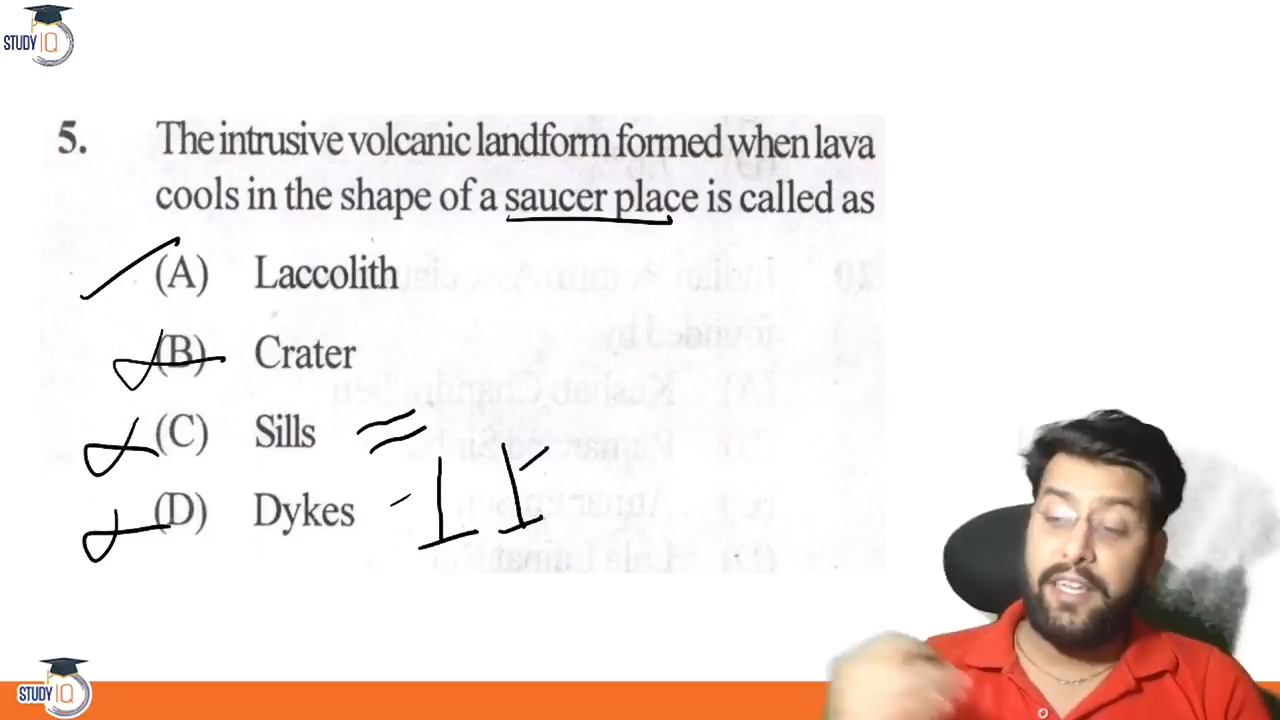 STUDY IQ
5. The intrusive volcanic landform formed when lava
cools in the shape of a saucer place is called as
(A) Laccolith
(B) Crater
(C) Sills
(D) Dykes
STUDY IQ